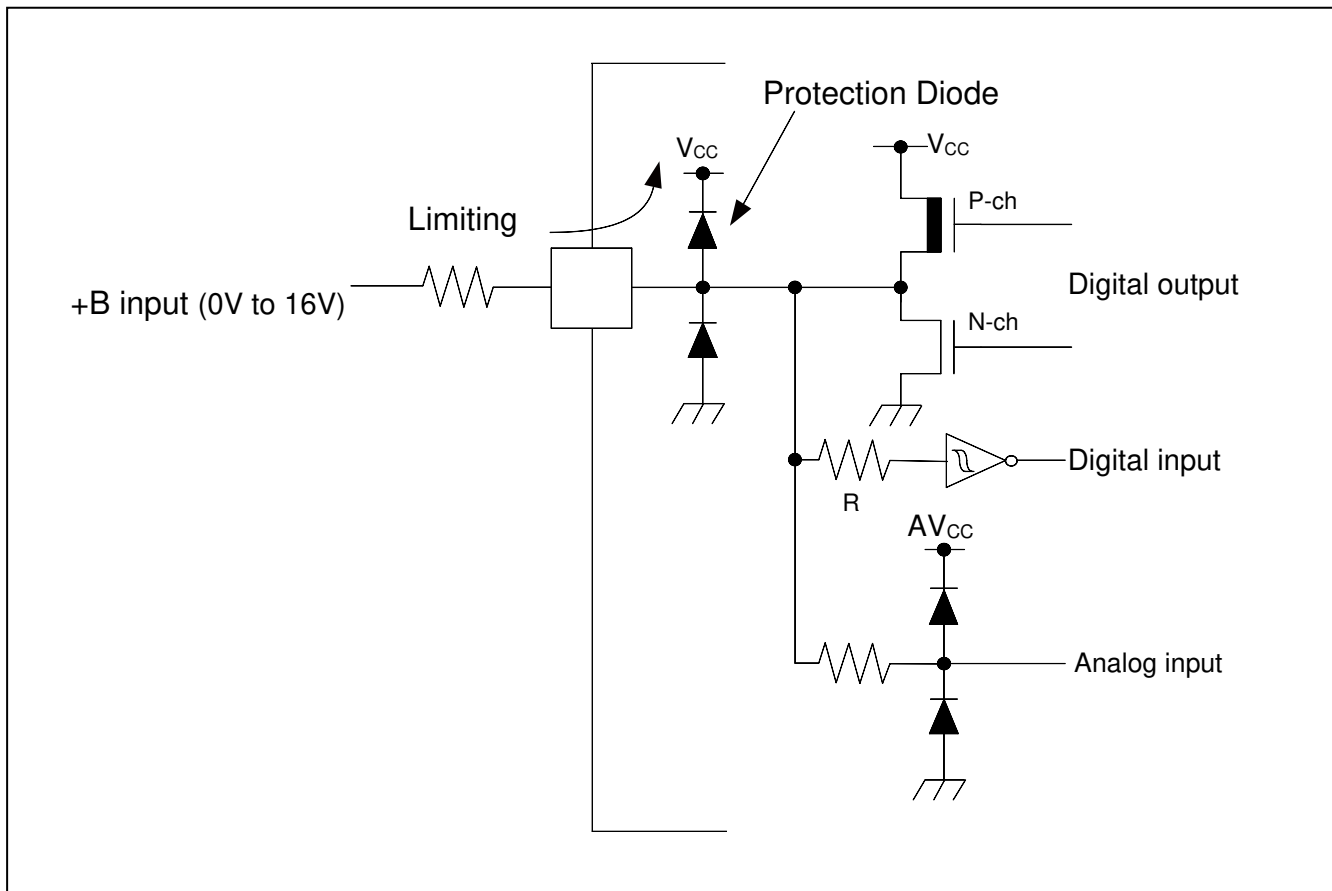 Protection Diode
VCC
VCC
P-ch
Limiting
Digital output
+B input (0V to 16V)
N-ch
Digital input
R
AVCC
Analog input